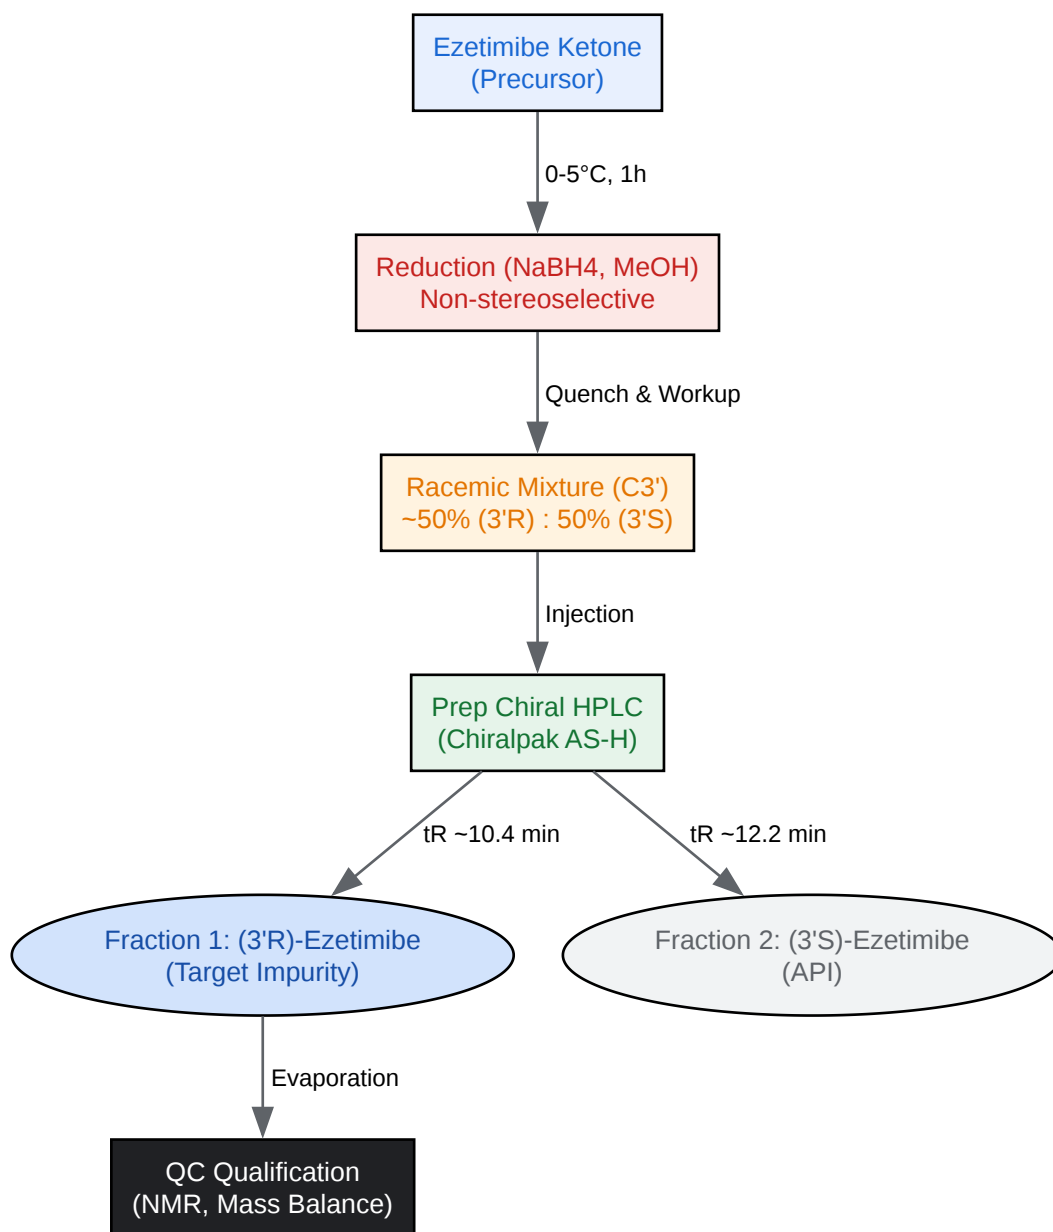 Ezetimibe Ketone
(Precursor)
0-5°C, 1h
Reduction (NaBH4, MeOH)
Non-stereoselective
Quench & Workup
Racemic Mixture (C3')
~50% (3'R) : 50% (3'S)
Injection
Prep Chiral HPLC
(Chiralpak AS-H)
tR ~10.4 min
tR ~12.2 min
Fraction 1: (3'R)-Ezetimibe
(Target Impurity)
Fraction 2: (3'S)-Ezetimibe
(API)
Evaporation
QC Qualification
(NMR, Mass Balance)